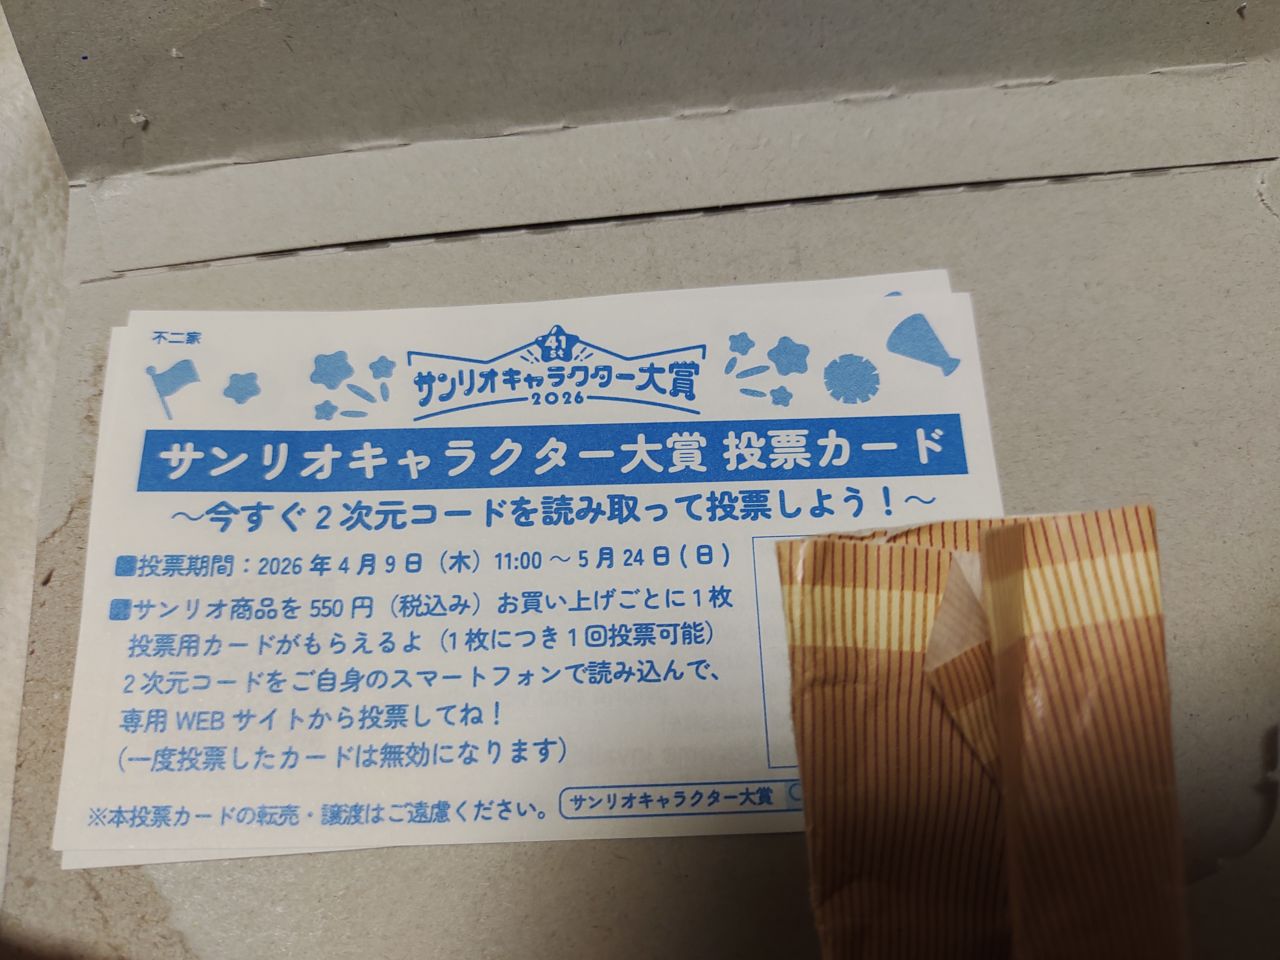 不二家
41st
サンリオキャラクター大賞
2026
サンリオキャラクター大賞 投票カード
〜今すぐ2次元コードを読み取って投票しよう!〜
■投票期間:2026年4月9日(木)11:00〜5月24日(日)
■サンリオ商品を550円(税込み)お買い上げごとに1枚
投票用カードがもらえるよ(1枚につき1回投票可能)
2次元コードをご自身のスマートフォンで読み込んで、
専用WEBサイトから投票してね!
(一度投票したカードは無効になります)
※本投票カードの転売・譲渡はご遠慮ください。
サンリオキャラクター大賞